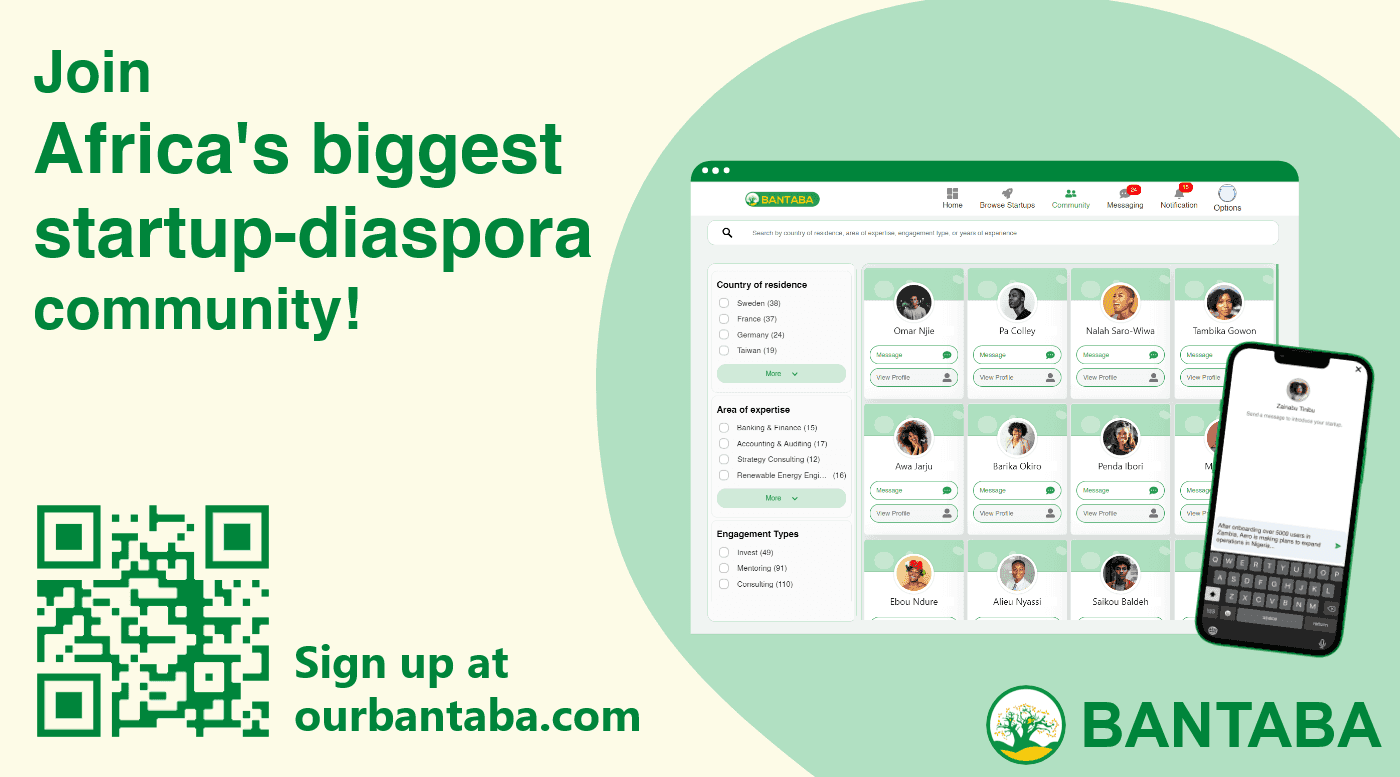 Join
Africa's biggest
startup-diaspora
community!
Sign up at
ourbantaba.com
BANTABA
Home
Browse Startups
Community
24
Messaging
15
Notification
Options
Search by country of residence, area of expertise, engagement type, or years of experience
Country of residence
Sweden (38)
France (37)
Germany (24)
Taiwan (19)
More
Area of expertise
Banking & Finance (15)
Accounting & Auditing (17)
Strategy Consulting (12)
Renewable Energy Engi... (16)
More
Engagement Types
Invest (49)
Mentoring (91)
Consulting (110)
Omar Njie
Message
View Profile
Pa Colley
Message
View Profile
Nalah Saro-Wiwa
Message
View Profile
Tambika Gowon
Message
View Profile
Awa Jarju
Message
View Profile
Barika Okiro
Message
View Profile
Penda Ibori
Message
View Profile
Ebou Ndure
Alieu Nyassi
Saikou Baldeh
Zainabu Tinibu
Send a message to introduce your startup.
After onboarding over 5000 users in
Zambia, Aero is making plans to expand
operations in Nigeria...
Q W E R T Y U I O P
A S D F G H J K L
Z X C V B N M
123
space
return
BANTABA